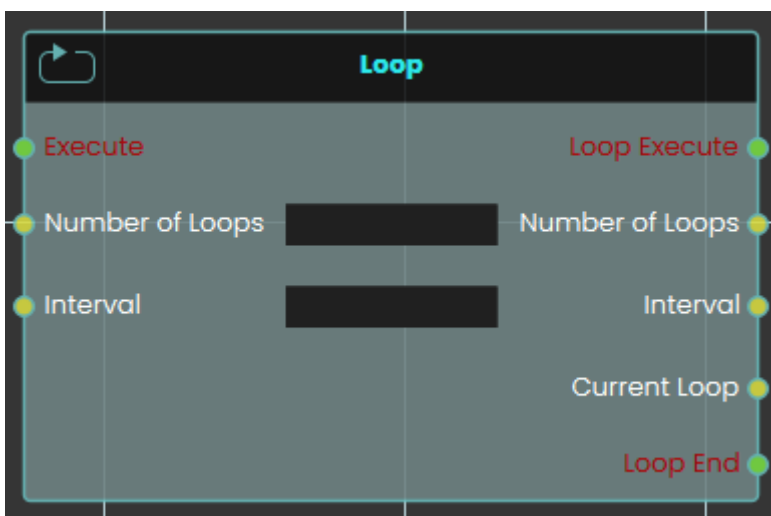 Loop
Execute
Loop Execute
Number of Loops
Number of Loops
Interval
Interval
Current Loop
Loop End